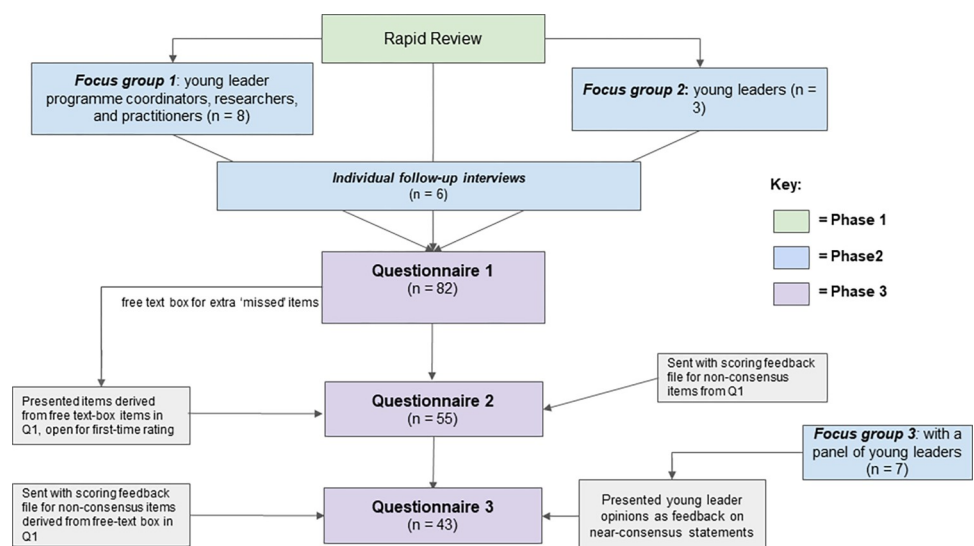 Rapid Review
Focus group 1: young leader
programme coordinators, researchers,
and practitioners (n = 8)
Focus group 2: young leaders (n =
3)
Individual follow-up interviews
(n = 6)
Key:
= Phase 1
= Phase2
= Phase 3
Questionnaire 1
(n = 82)
free text box for extra ‘missed’ items
Presented items derived
from free text-box items in
Q1, open for first-time rating
Questionnaire 2
(n = 55)
Sent with scoring feedback
file for non-consensus
items from Q1
Focus group 3: with a
panel of young leaders
(n = 7)
Sent with scoring feedback
file for non-consensus items
derived from free-text box in
Q1
Questionnaire 3
(n = 43)
Presented young leader
opinions as feedback on
near-consensus statements